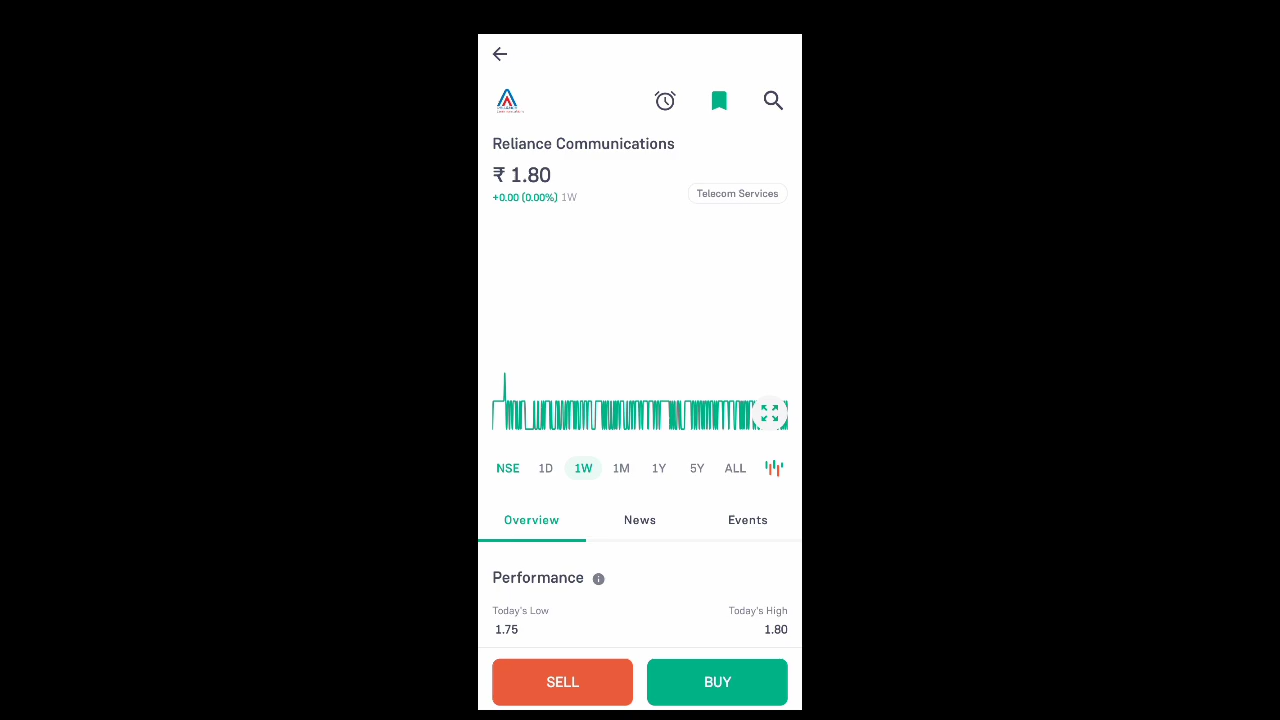 Reliance Communications
₹ 1.80
+0.00 (0.00%) 1W
Telecom Services
NSE 1D 1W 1M 1Y 5Y ALL
Overview News Events
Performance
Today's Low Today's High
1.75 1.80
SELL BUY